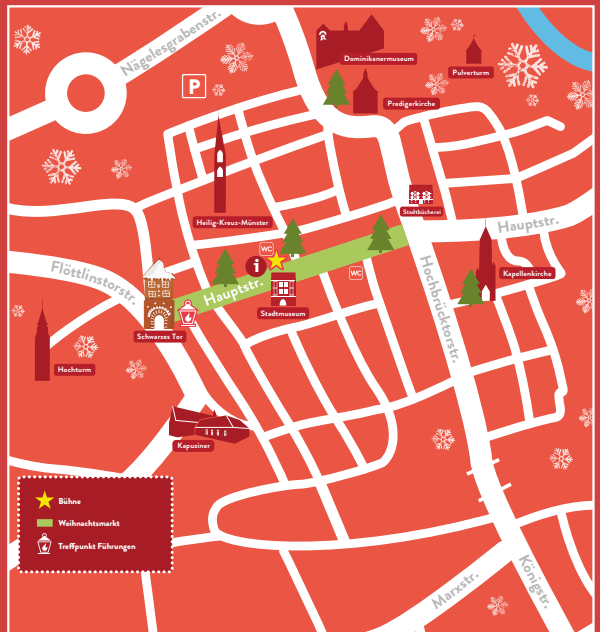 Nägelesgrabenstr.
P
Dominikanermuseum
Pulverturm
Predigerkirche
Stadtbücherei
Heilig-Kreuz-Münster
Hauptstr.
WC
i
WC
Kapellenkirche
Flöttlinstorstr.
Hauptstr.
Hochbrücktorstr.
Stadtmuseum
Schwarzes Tor
Hochturm
Kapuziner
Bühne
Weihnachtsmarkt
Treffpunkt Führungen
Marxstr.
Königstr.